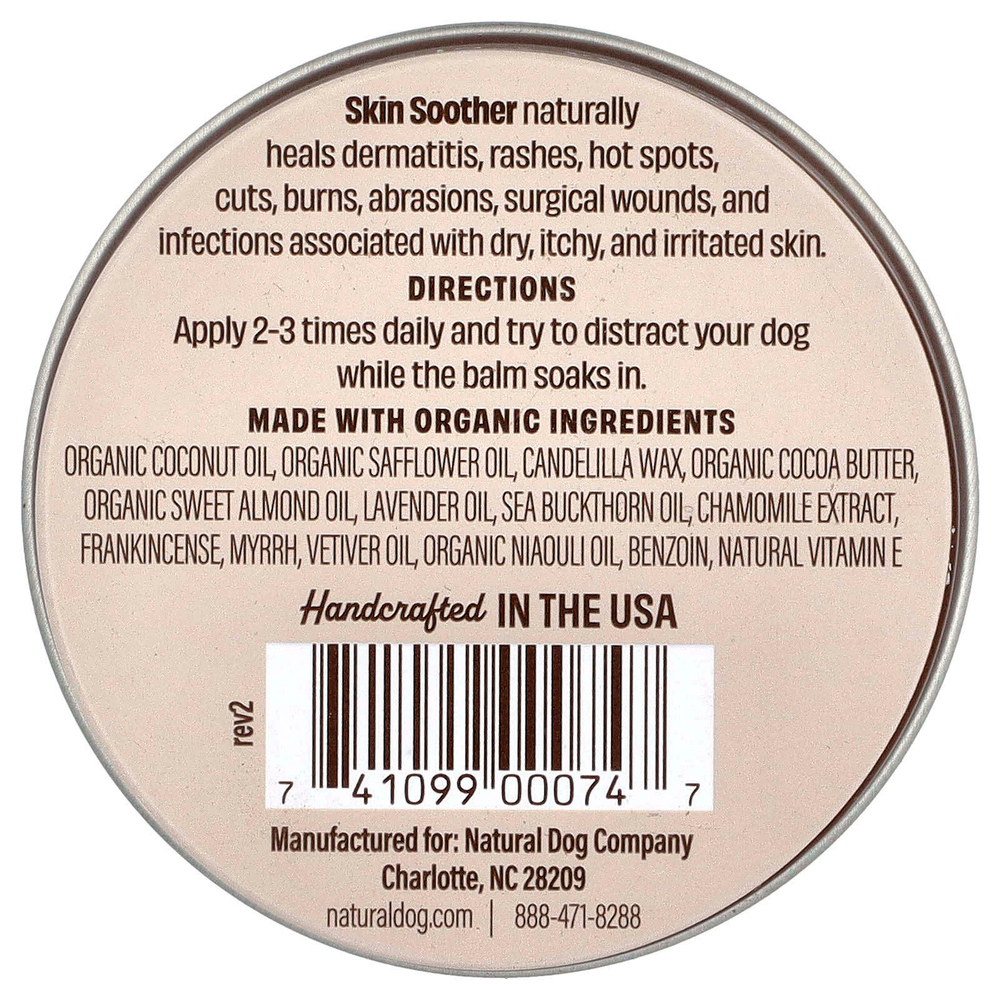 Skin Soother naturally
heals dermatitis, rashes, hot spots,
cuts, burns, abrasions, surgical wounds, and
infections associated with dry, itchy, and irritated skin.
DIRECTIONS
Apply 2-3 times daily and try to distract your dog
while the balm soaks in.
MADE WITH ORGANIC INGREDIENTS
ORGANIC COCONUT OIL, ORGANIC SAFFLOWER OIL, CANDELILLA WAX, ORGANIC COCOA BUTTER,
ORGANIC SWEET ALMOND OIL, LAVENDER OIL, SEA BUCKTHORN OIL, CHAMOMILE EXTRACT,
FRANKINCENSE, MYRRH, VETIVER OIL, ORGANIC NIAOULI OIL, BENZOIN, NATURAL VITAMIN E
Handcrafted IN THE USA
rev2
7 41099 00074 7
Manufactured for: Natural Dog Company
Charlotte, NC 28209
naturaldog.com | 888-471-8288